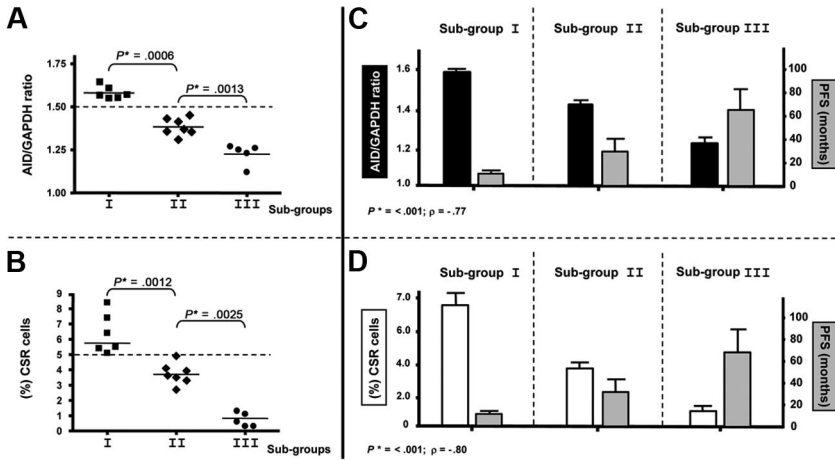 A
AID/GAPDH ratio
1.75
1.50
1.25
1.00
P* = .0006
P* = .0013
I II III Sub-groups
B
(%) CSR cells
9
8
7
6
5
4
3
2
1
0
P* = .0012
P* = .0025
I II III
Sub-groups
C
Sub-group I Sub-group II Sub-group III
AID/GAPDH ratio
1.6
1.4
1.2
1.0
100
80
60
40
20
0
PFS (months)
P* = < .001; ρ = - .77
D
Sub-group I Sub-group II Sub-group III
(%) CSR cells
7.0
6.0
4.0
2.0
0
100
80
60
40
20
0
PFS (months)
P* = < .001; ρ = - .80